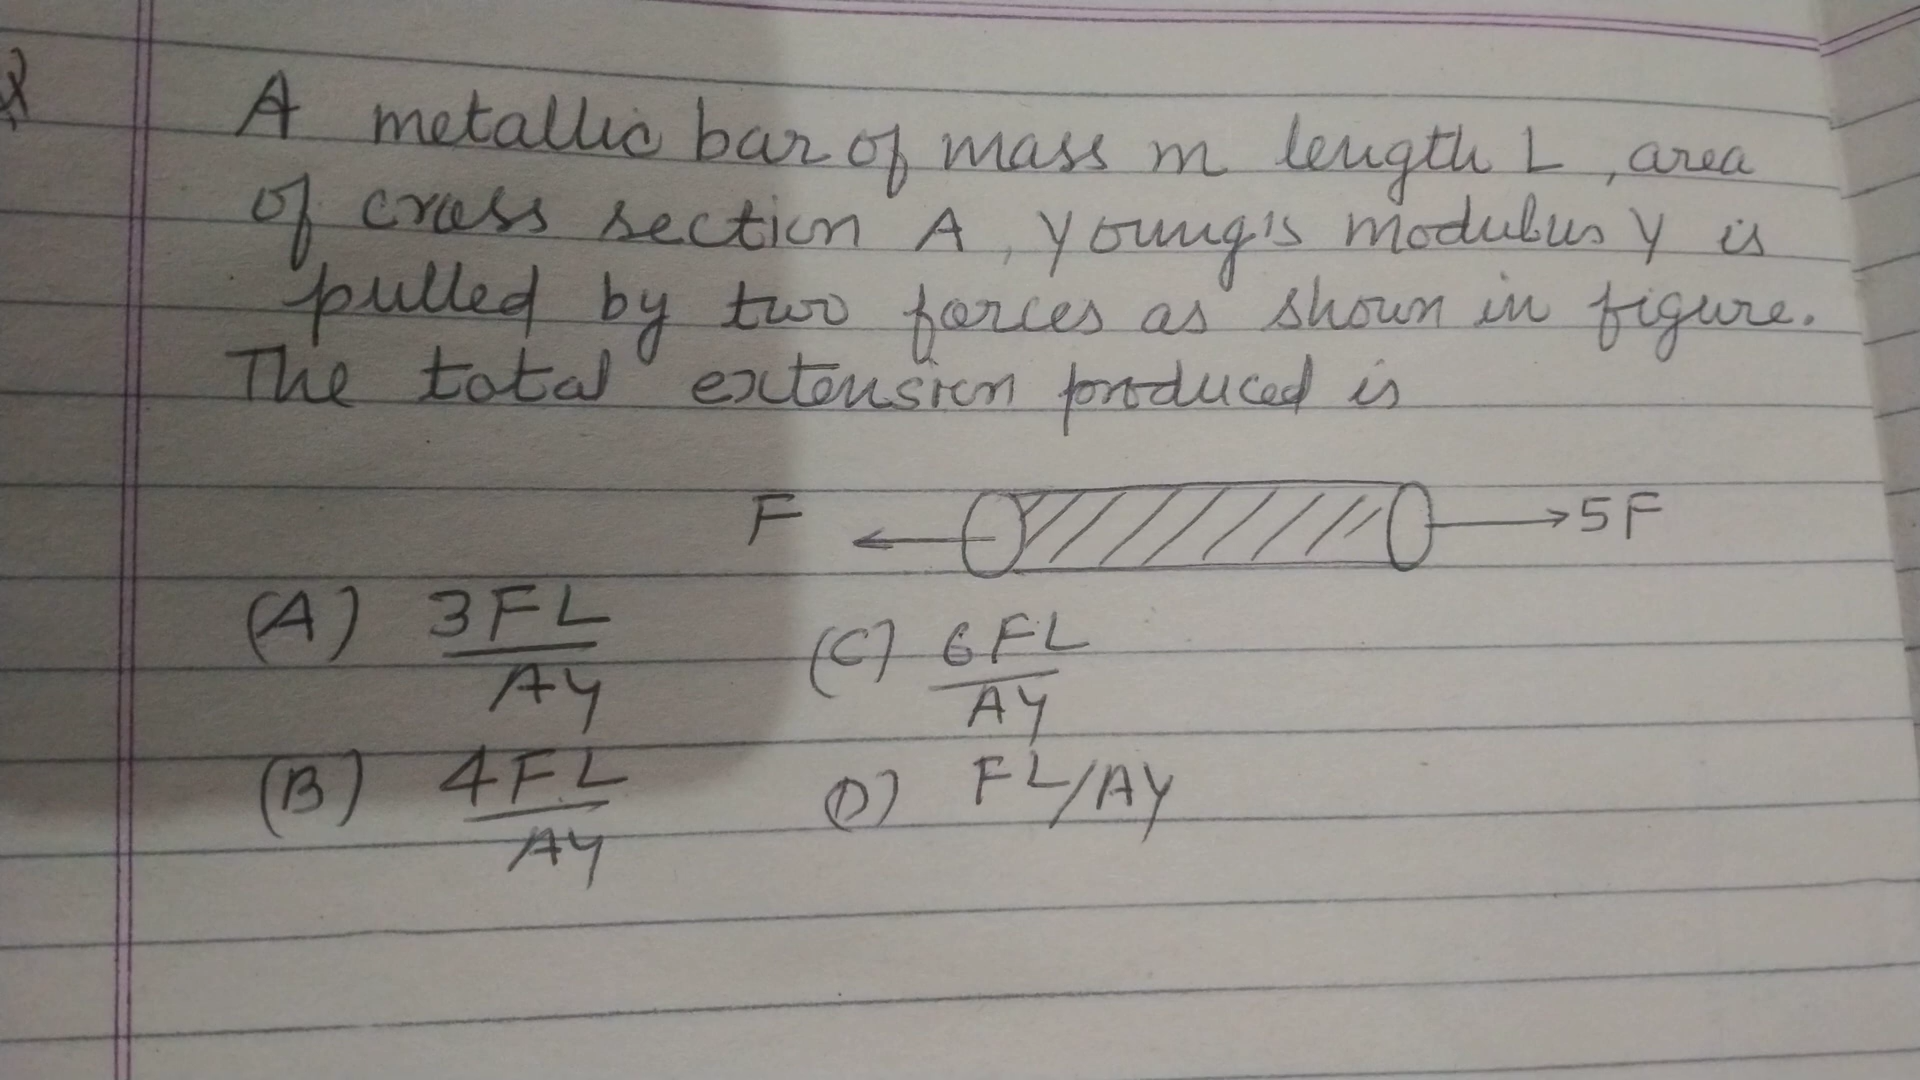 A metallic bar of mass m length L, area
of cross section A, Young's modulus Y is
pulled by two forces as shown in figure.
The total extension produced is
F 5F
(A) 3FL/AY (C) 6FL/AY
(B) 4FL/AY D) FL/AY